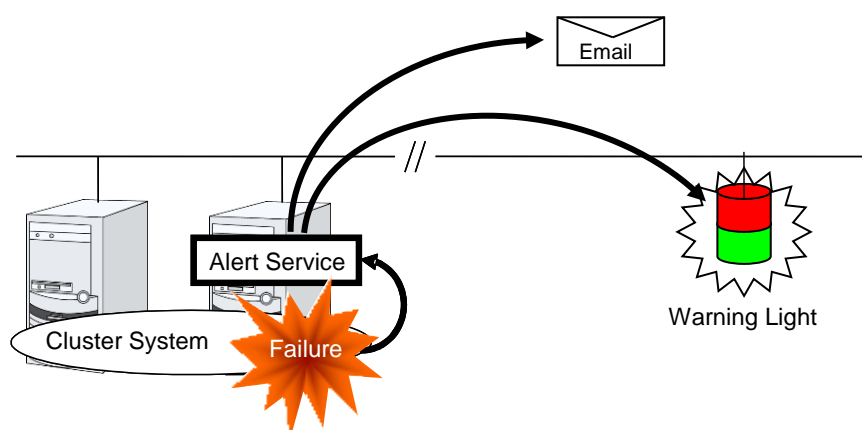 Email
Alert Service
Warning Light
Cluster System
Failure